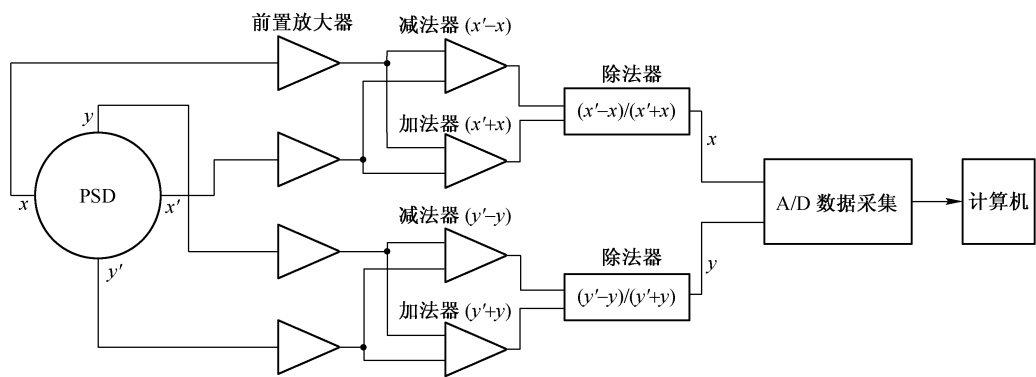 前置放大器
减法器 (x′–x)
除法器
(x′–x)/(x′+x)
加法器 (x′+x)
y
x
PSD
x
x′
y′
A/D 数据采集
计算机
减法器 (y′–y)
除法器
(y′–y)/(y′+y)
y
加法器 (y′+y)